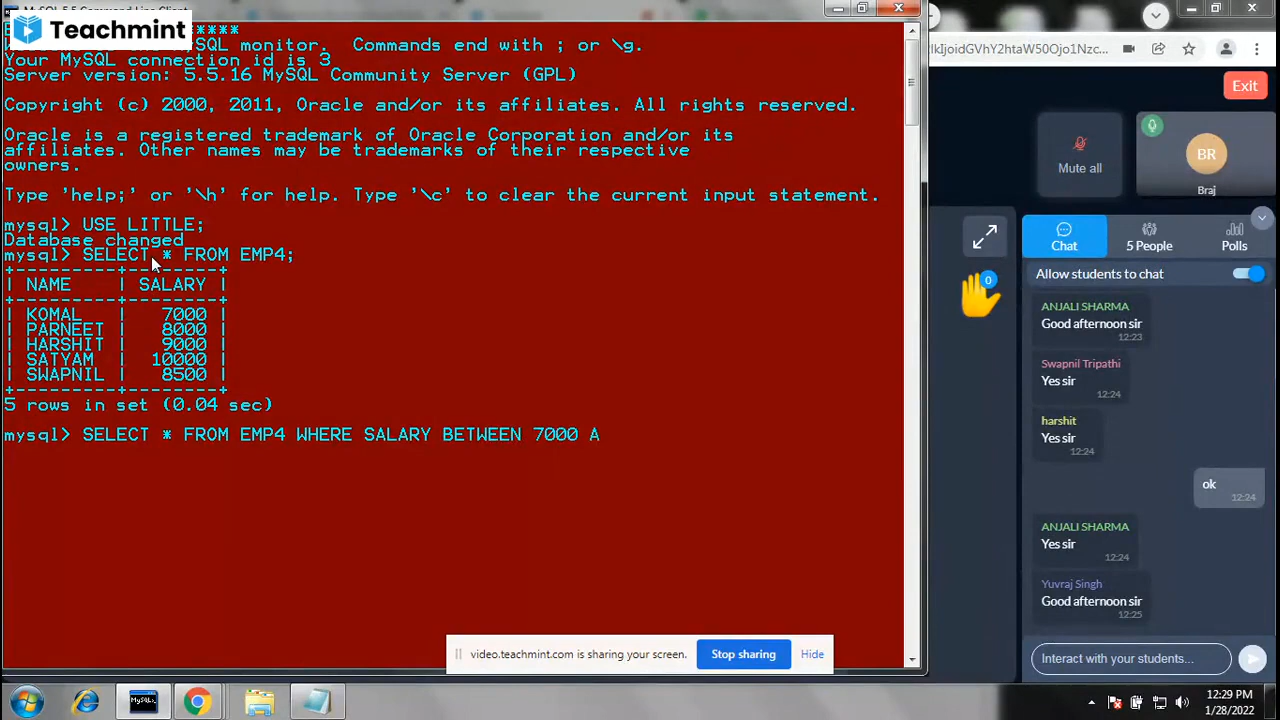 Teachmint
MySQL 5.5 Command Line Client
MySQL monitor.  Commands end with ; or \g.
Your MySQL connection id is 3
Server version: 5.5.16 MySQL Community Server (GPL)
Copyright (c) 2000, 2011, Oracle and/or its affiliates. All rights reserved.
Oracle is a registered trademark of Oracle Corporation and/or its
affiliates. Other names may be trademarks of their respective
owners.
Type 'help;' or '\h' for help. Type '\c' to clear the current input statement.
mysql> USE LITTLE;
Database changed
mysql> SELECT * FROM EMP4;
+---------+--------+
| NAME    | SALARY |
+---------+--------+
| KOMAL   |   7000 |
| PARNEET |   8000 |
| HARSHIT |   9000 |
| SATYAM  |  10000 |
| SWAPNIL |   8500 |
+---------+--------+
5 rows in set (0.04 sec)
mysql> SELECT * FROM EMP4 WHERE SALARY BETWEEN 7000 A
video.teachmint.com is sharing your screen.
Stop sharing
Hide
Exit
Mute all
BR
Braj
0
Chat
5 People
Polls
Allow students to chat
ANJALI SHARMA
Good afternoon sir
12:23
Swapnil Tripathi
Yes sir
12:24
harshit
Yes sir
12:24
ok
12:24
ANJALI SHARMA
Yes sir
12:24
Yuvraj Singh
Good afternoon sir
12:25
Interact with your students...
12:29 PM
1/28/2022